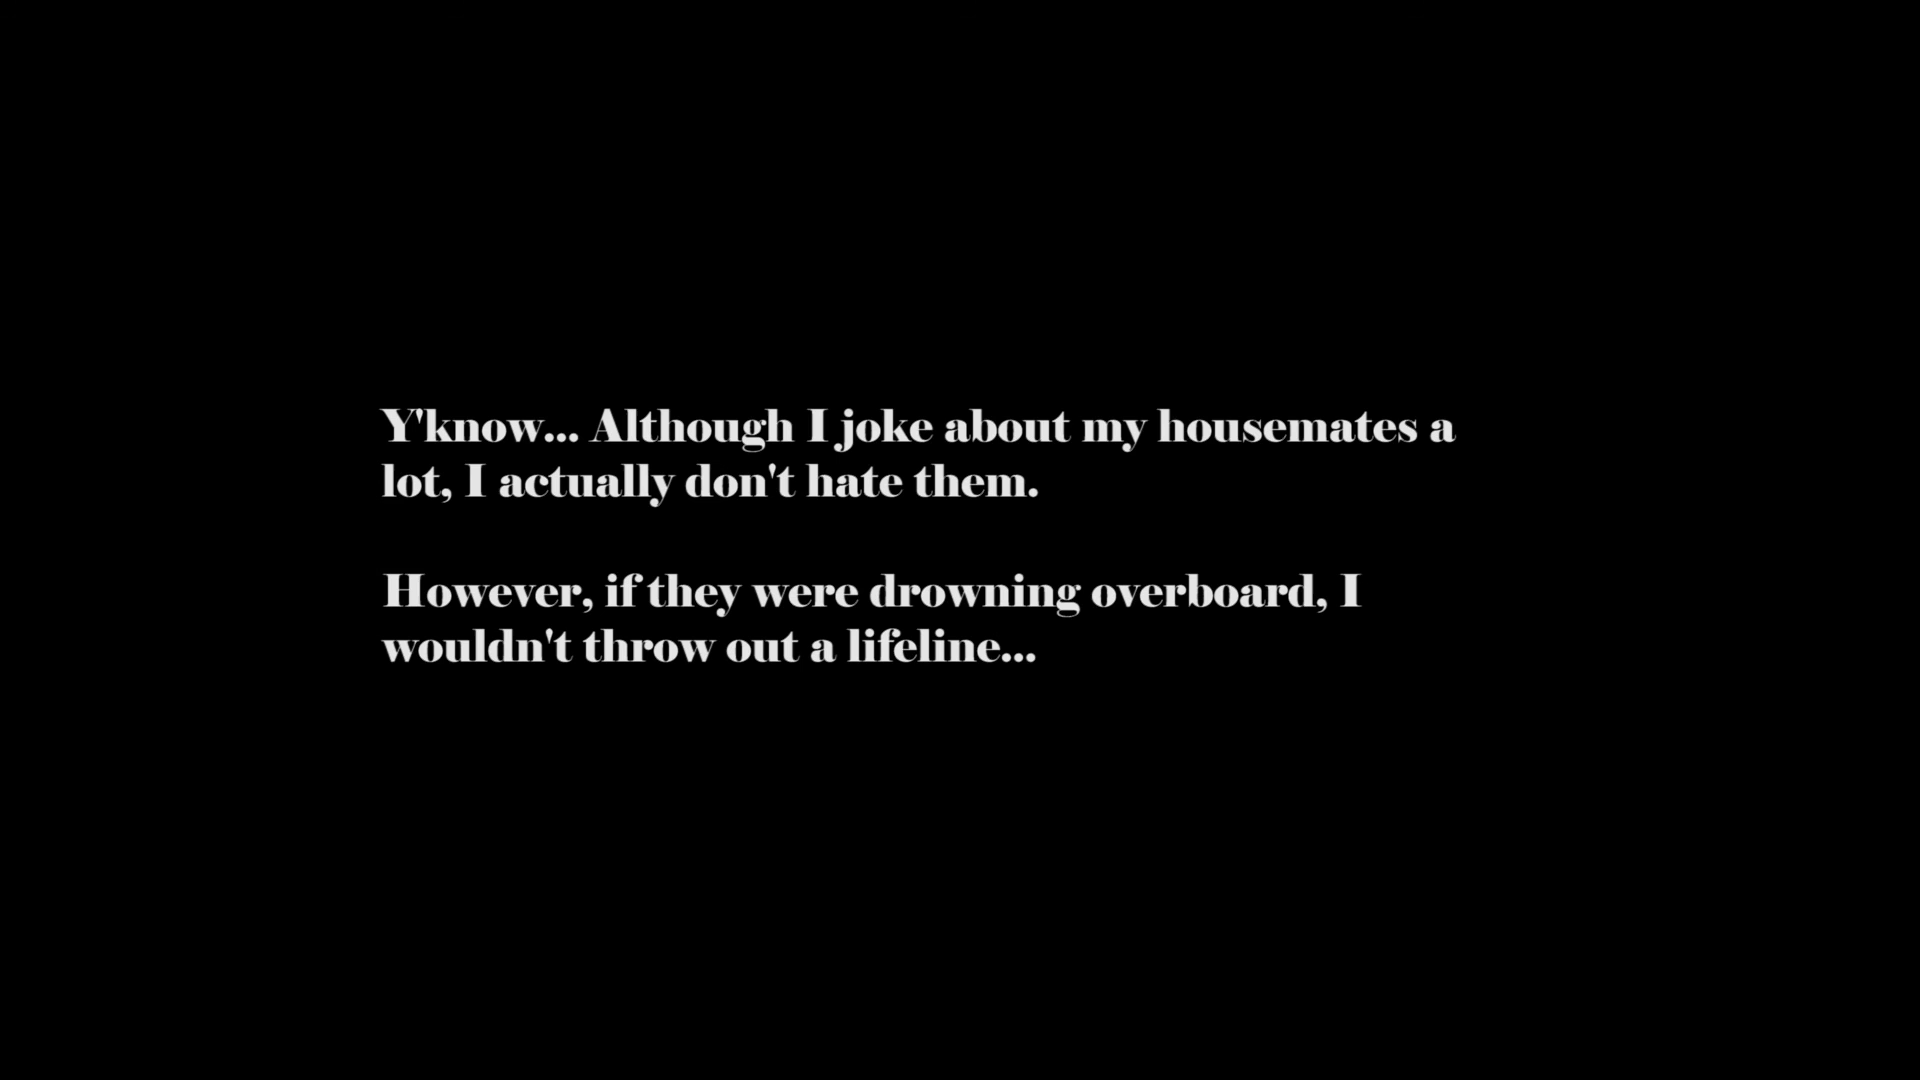 Y'know... Although I joke about my housemates a
lot, I actually don't hate them.
However, if they were drowning overboard, I
wouldn't throw out a lifeline...